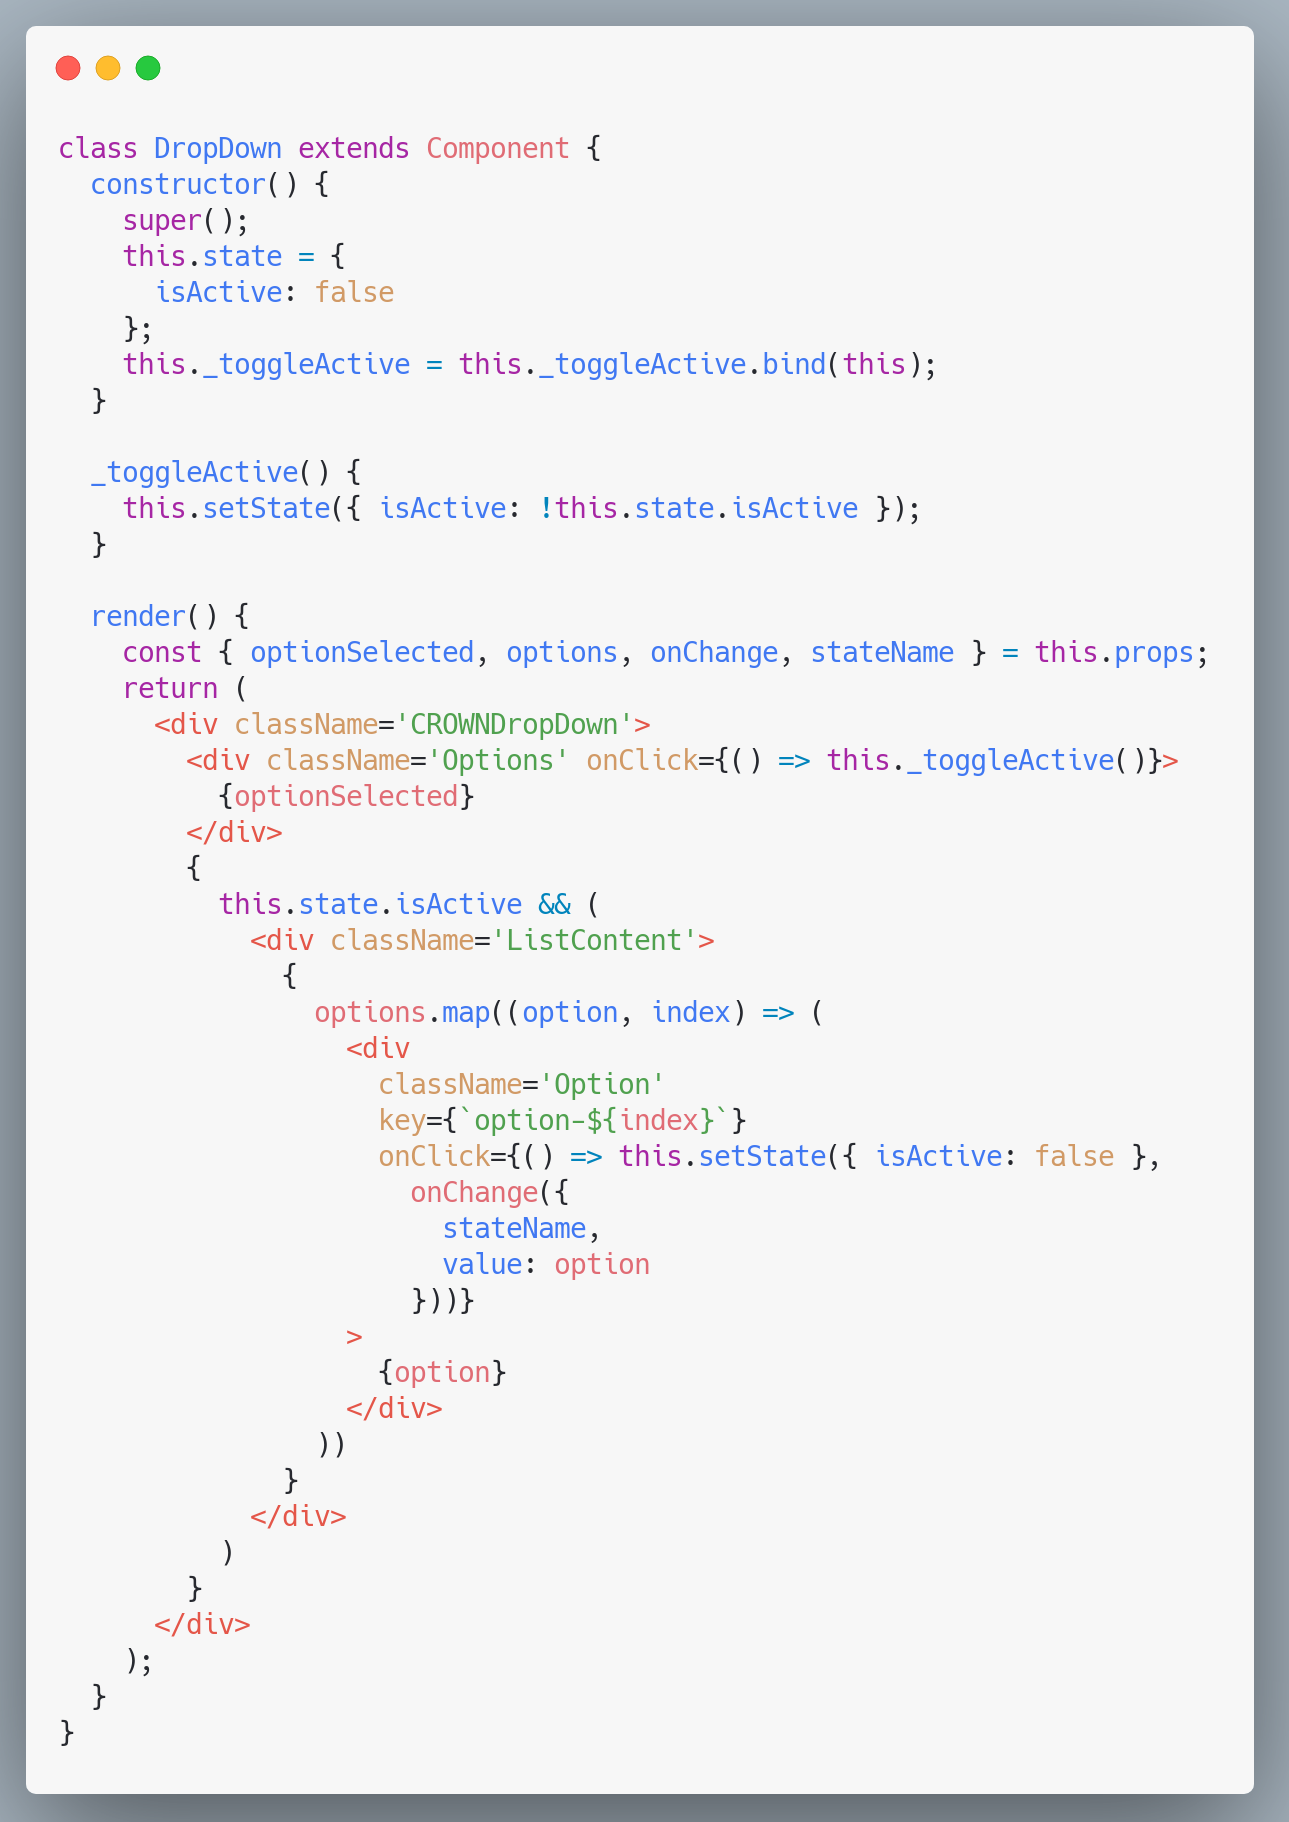 class DropDown extends Component {
  constructor() {
    super();
    this.state = {
      isActive: false
    };
    this._toggleActive = this._toggleActive.bind(this);
  }

  _toggleActive() {
    this.setState({ isActive: !this.state.isActive });
  }

  render() {
    const { optionSelected, options, onChange, stateName } = this.props;
    return (
      <div className='CROWNDropDown'>
        <div className='Options' onClick={() => this._toggleActive()}>
          {optionSelected}
        </div>
        {
          this.state.isActive && (
            <div className='ListContent'>
              {
                options.map((option, index) => (
                  <div
                    className='Option'
                    key={`option-${index}`}
                    onClick={() => this.setState({ isActive: false },
                      onChange({
                        stateName,
                        value: option
                      }))}
                  >
                    {option}
                  </div>
                ))
              }
            </div>
          )
        }
      </div>
    );
  }
}